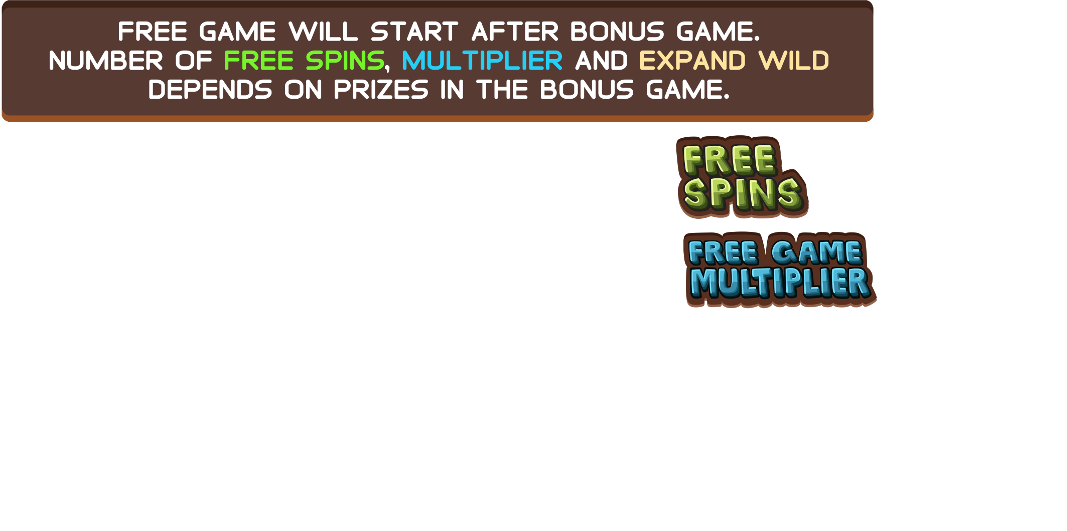 FREE GAME WILL START AFTER BONUS GAME.
NUMBER OF FREE SPINS, MULTIPLIER AND EXPAND WILD
DEPENDS ON PRIZES IN THE BONUS GAME.
FREE
SPINS
FREE GAME
MULTIPLIER